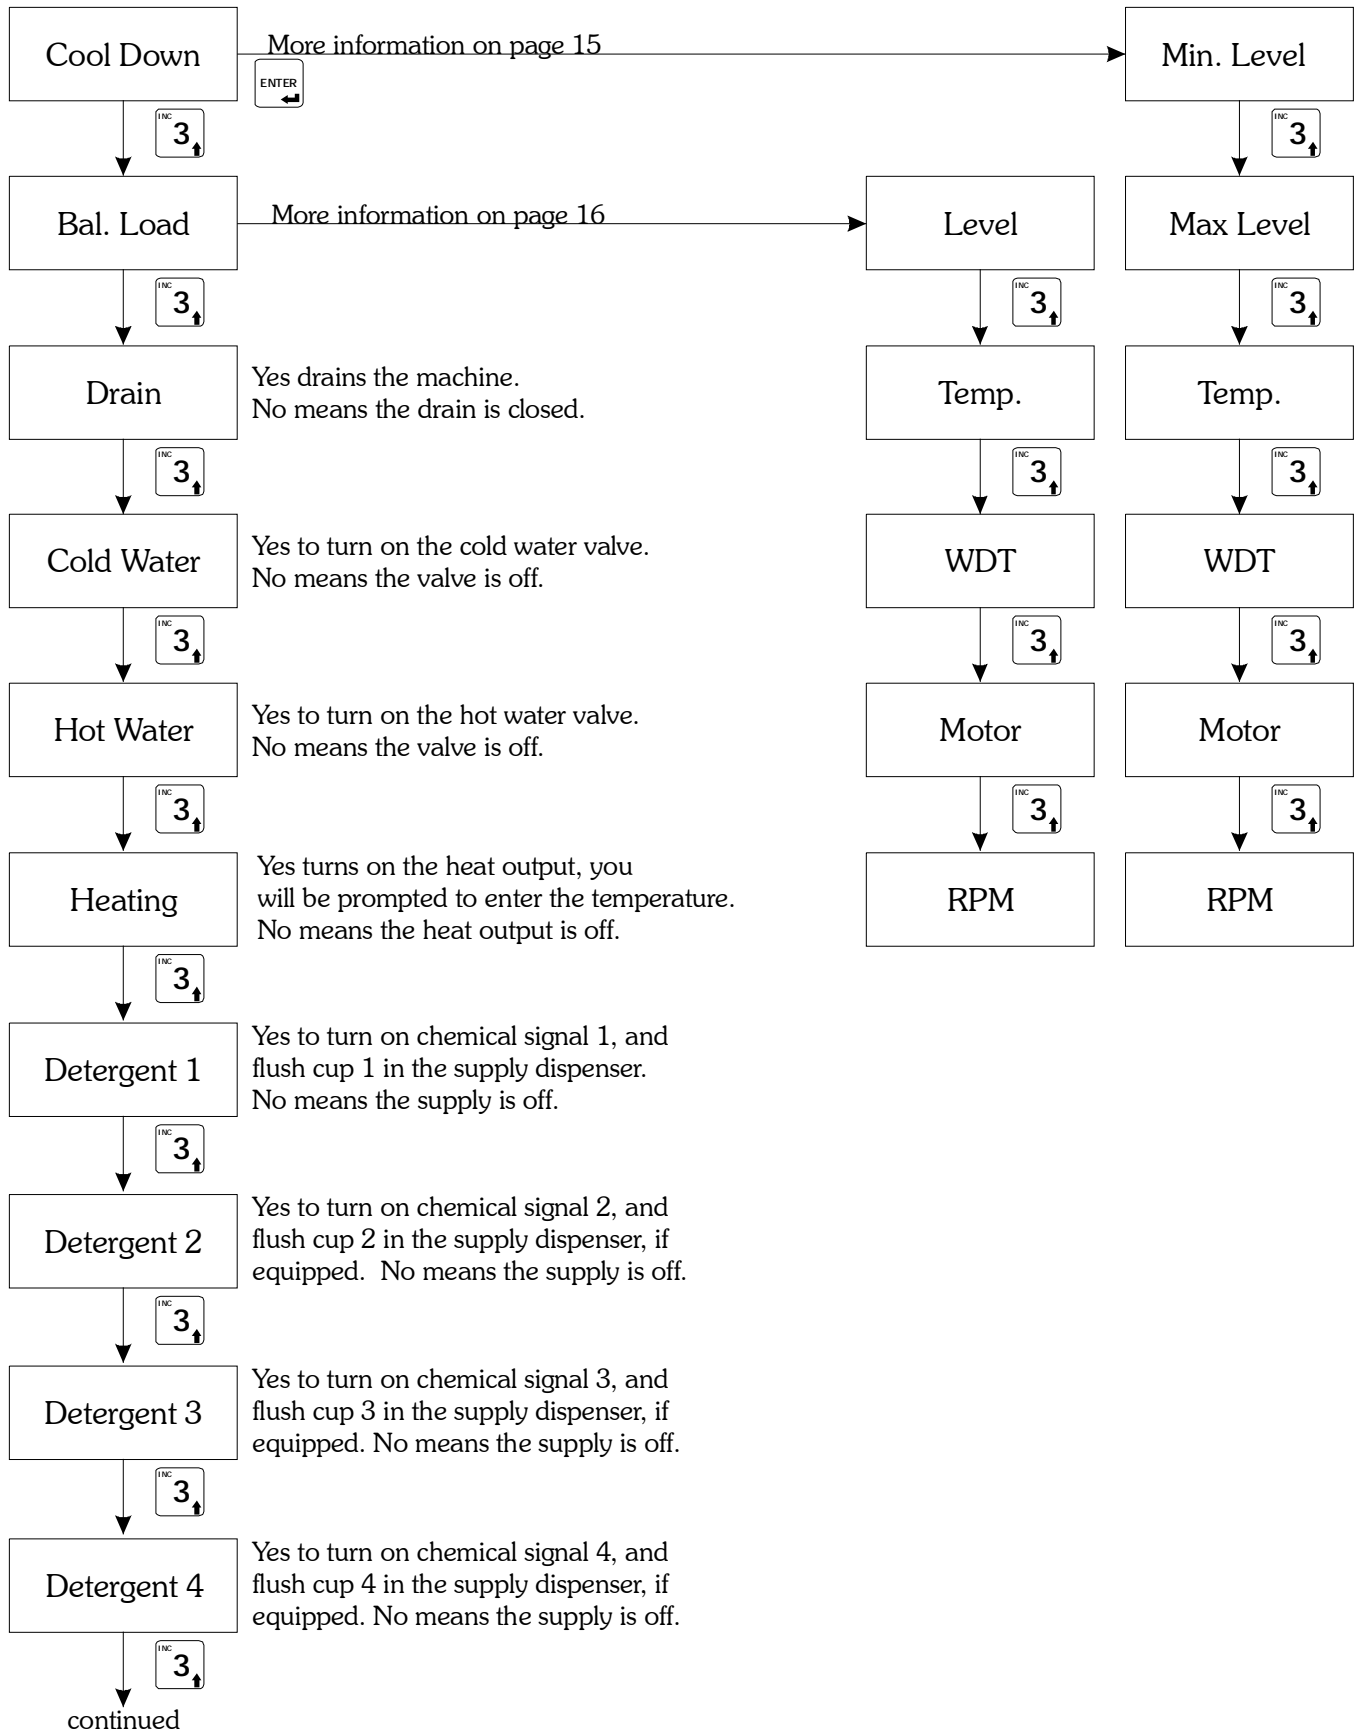 Cool Down
More information on page 15
Min. Level
ENTER
INC
3
INC
3
Bal. Load
More information on page 16
Level
Max Level
INC
3
INC
3
INC
3
Drain
Yes drains the machine.
No means the drain is closed.
Temp.
Temp.
INC
3
INC
3
INC
3
Cold Water
Yes to turn on the cold water valve.
No means the valve is off.
WDT
WDT
INC
3
INC
3
INC
3
Hot Water
Yes to turn on the hot water valve.
No means the valve is off.
Motor
Motor
INC
3
INC
3
INC
3
Heating
Yes turns on the heat output, you
will be prompted to enter the temperature.
No means the heat output is off.
RPM
RPM
INC
3
Detergent 1
Yes to turn on chemical signal 1, and
flush cup 1 in the supply dispenser.
No means the supply is off.
INC
3
Detergent 2
Yes to turn on chemical signal 2, and
flush cup 2 in the supply dispenser, if
equipped.  No means the supply is off.
INC
3
Detergent 3
Yes to turn on chemical signal 3, and
flush cup 3 in the supply dispenser, if
equipped. No means the supply is off.
INC
3
Detergent 4
Yes to turn on chemical signal 4, and
flush cup 4 in the supply dispenser, if
equipped. No means the supply is off.
INC
3
continued